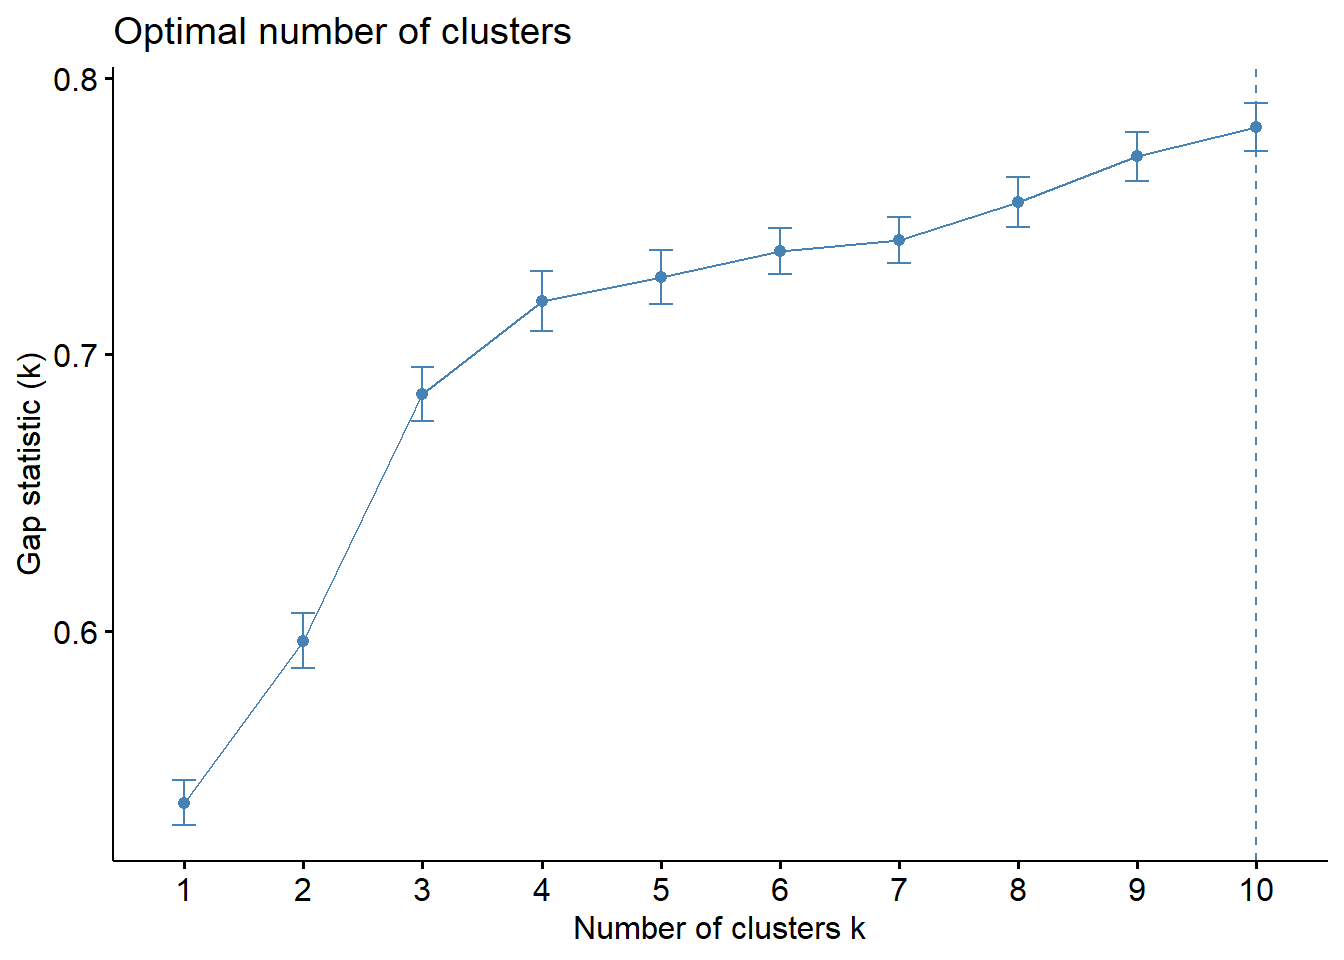 Optimal number of clusters
0.8
0.7
0.6
Gap statistic (k)
1 2 3 4 5 6 7 8 9 10
Number of clusters k